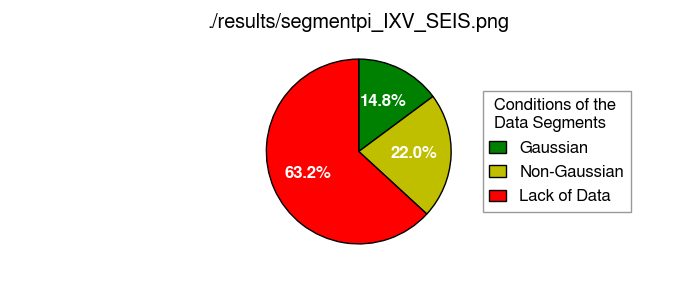 ./results/segmentpi_IXV_SEIS.png
14.8%
22.0%
63.2%
Conditions of the
Data Segments
Gaussian
Non-Gaussian
Lack of Data